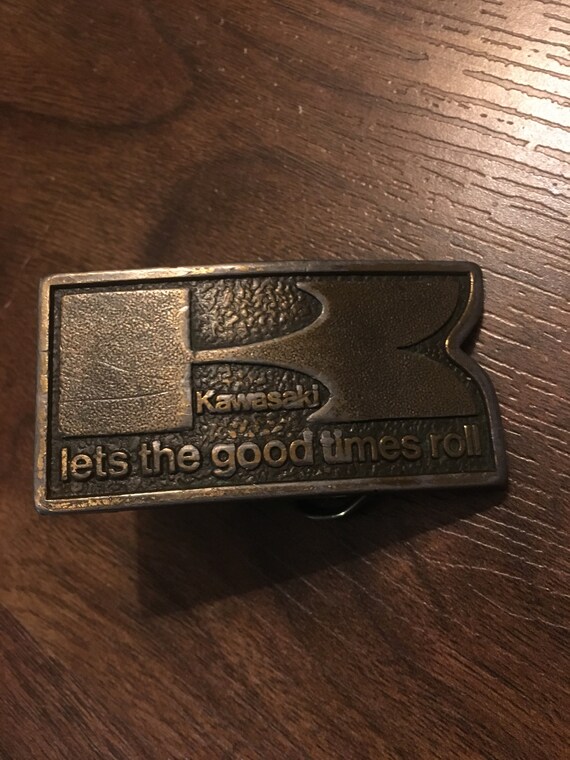 Kawasaki
lets the good times roll